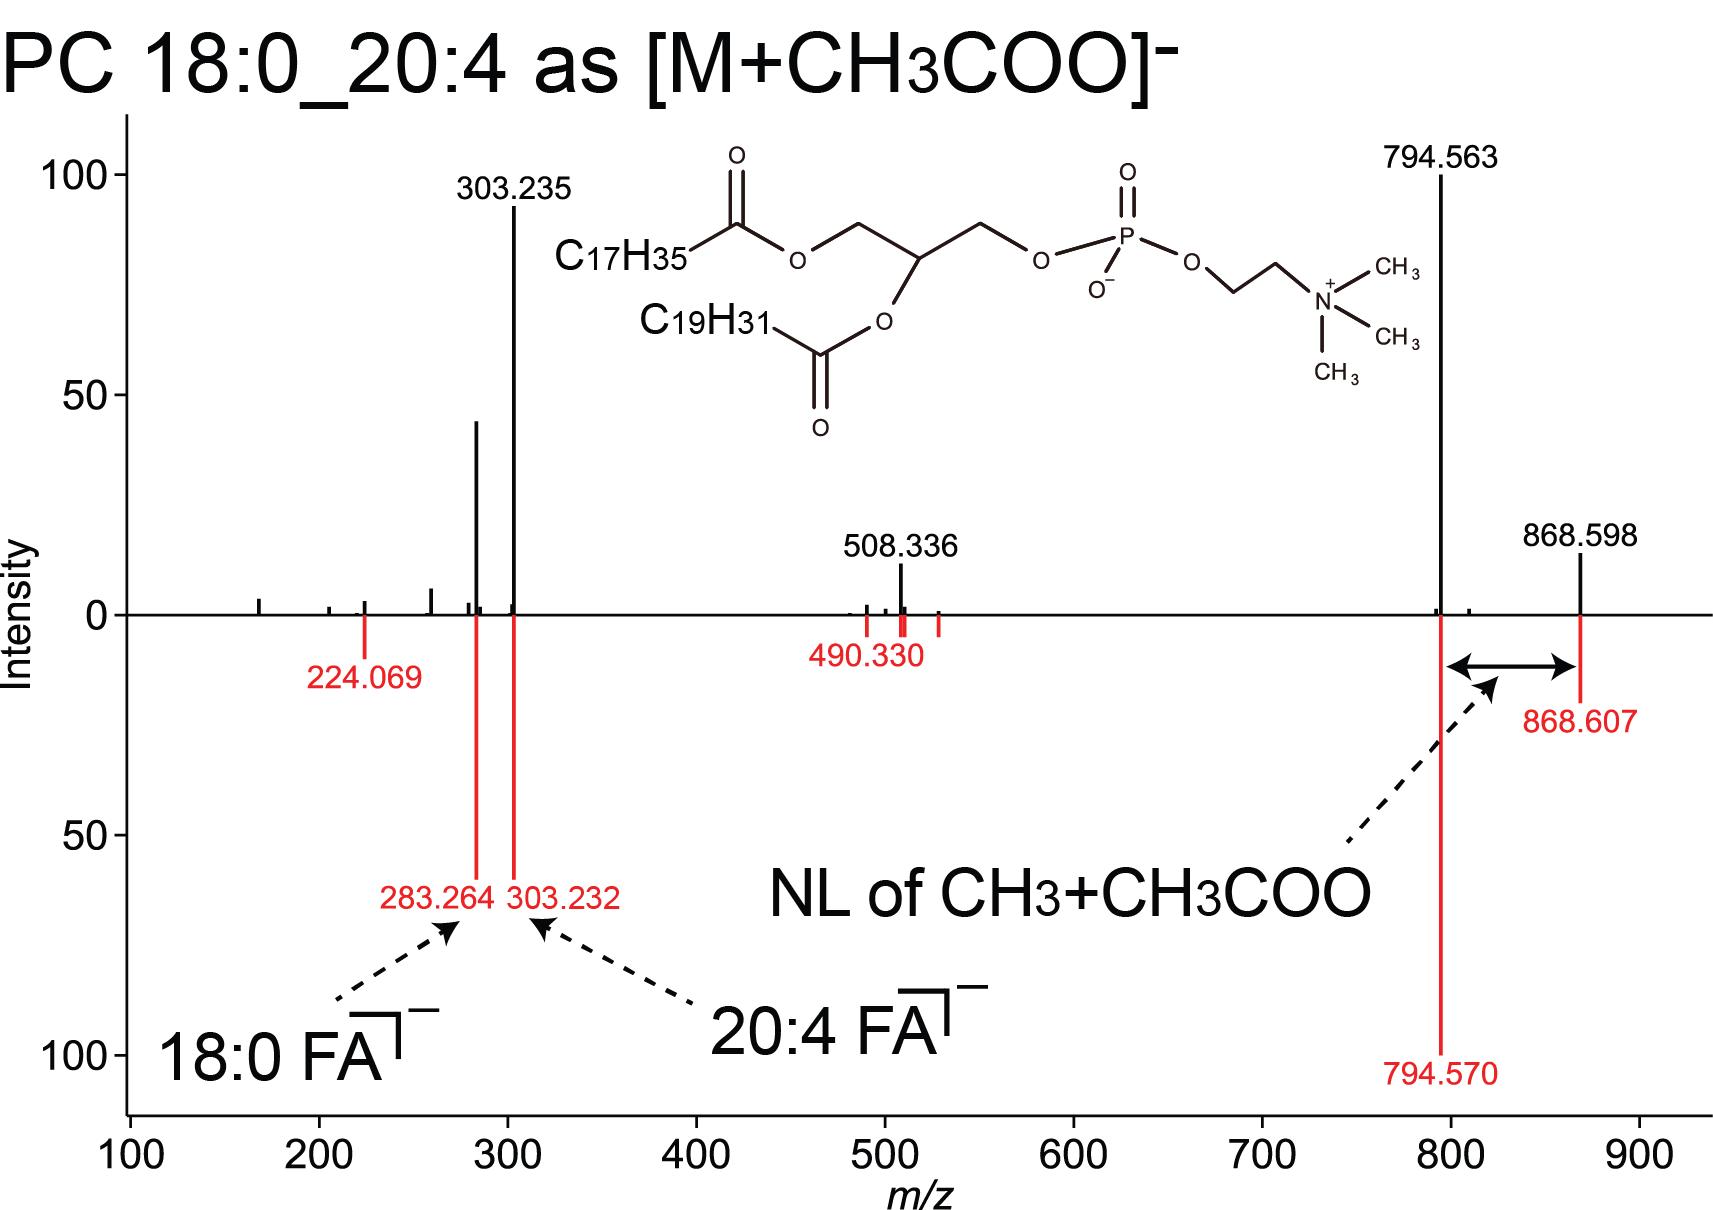 PC 18:0_20:4 as [M+CH3COO]-
100
50
0
50
100
Intensity
303.235
794.563
508.336
868.598
O
C17H35
O
C19H31
O
O
O
O
P
O-
O
N+
CH3
CH3
CH3
224.069
490.330
868.607
283.264
303.232
794.570
NL of CH3+CH3COO
18:0 FA –
20:4 FA –
100
200
300
400
500
600
700
800
900
m/z